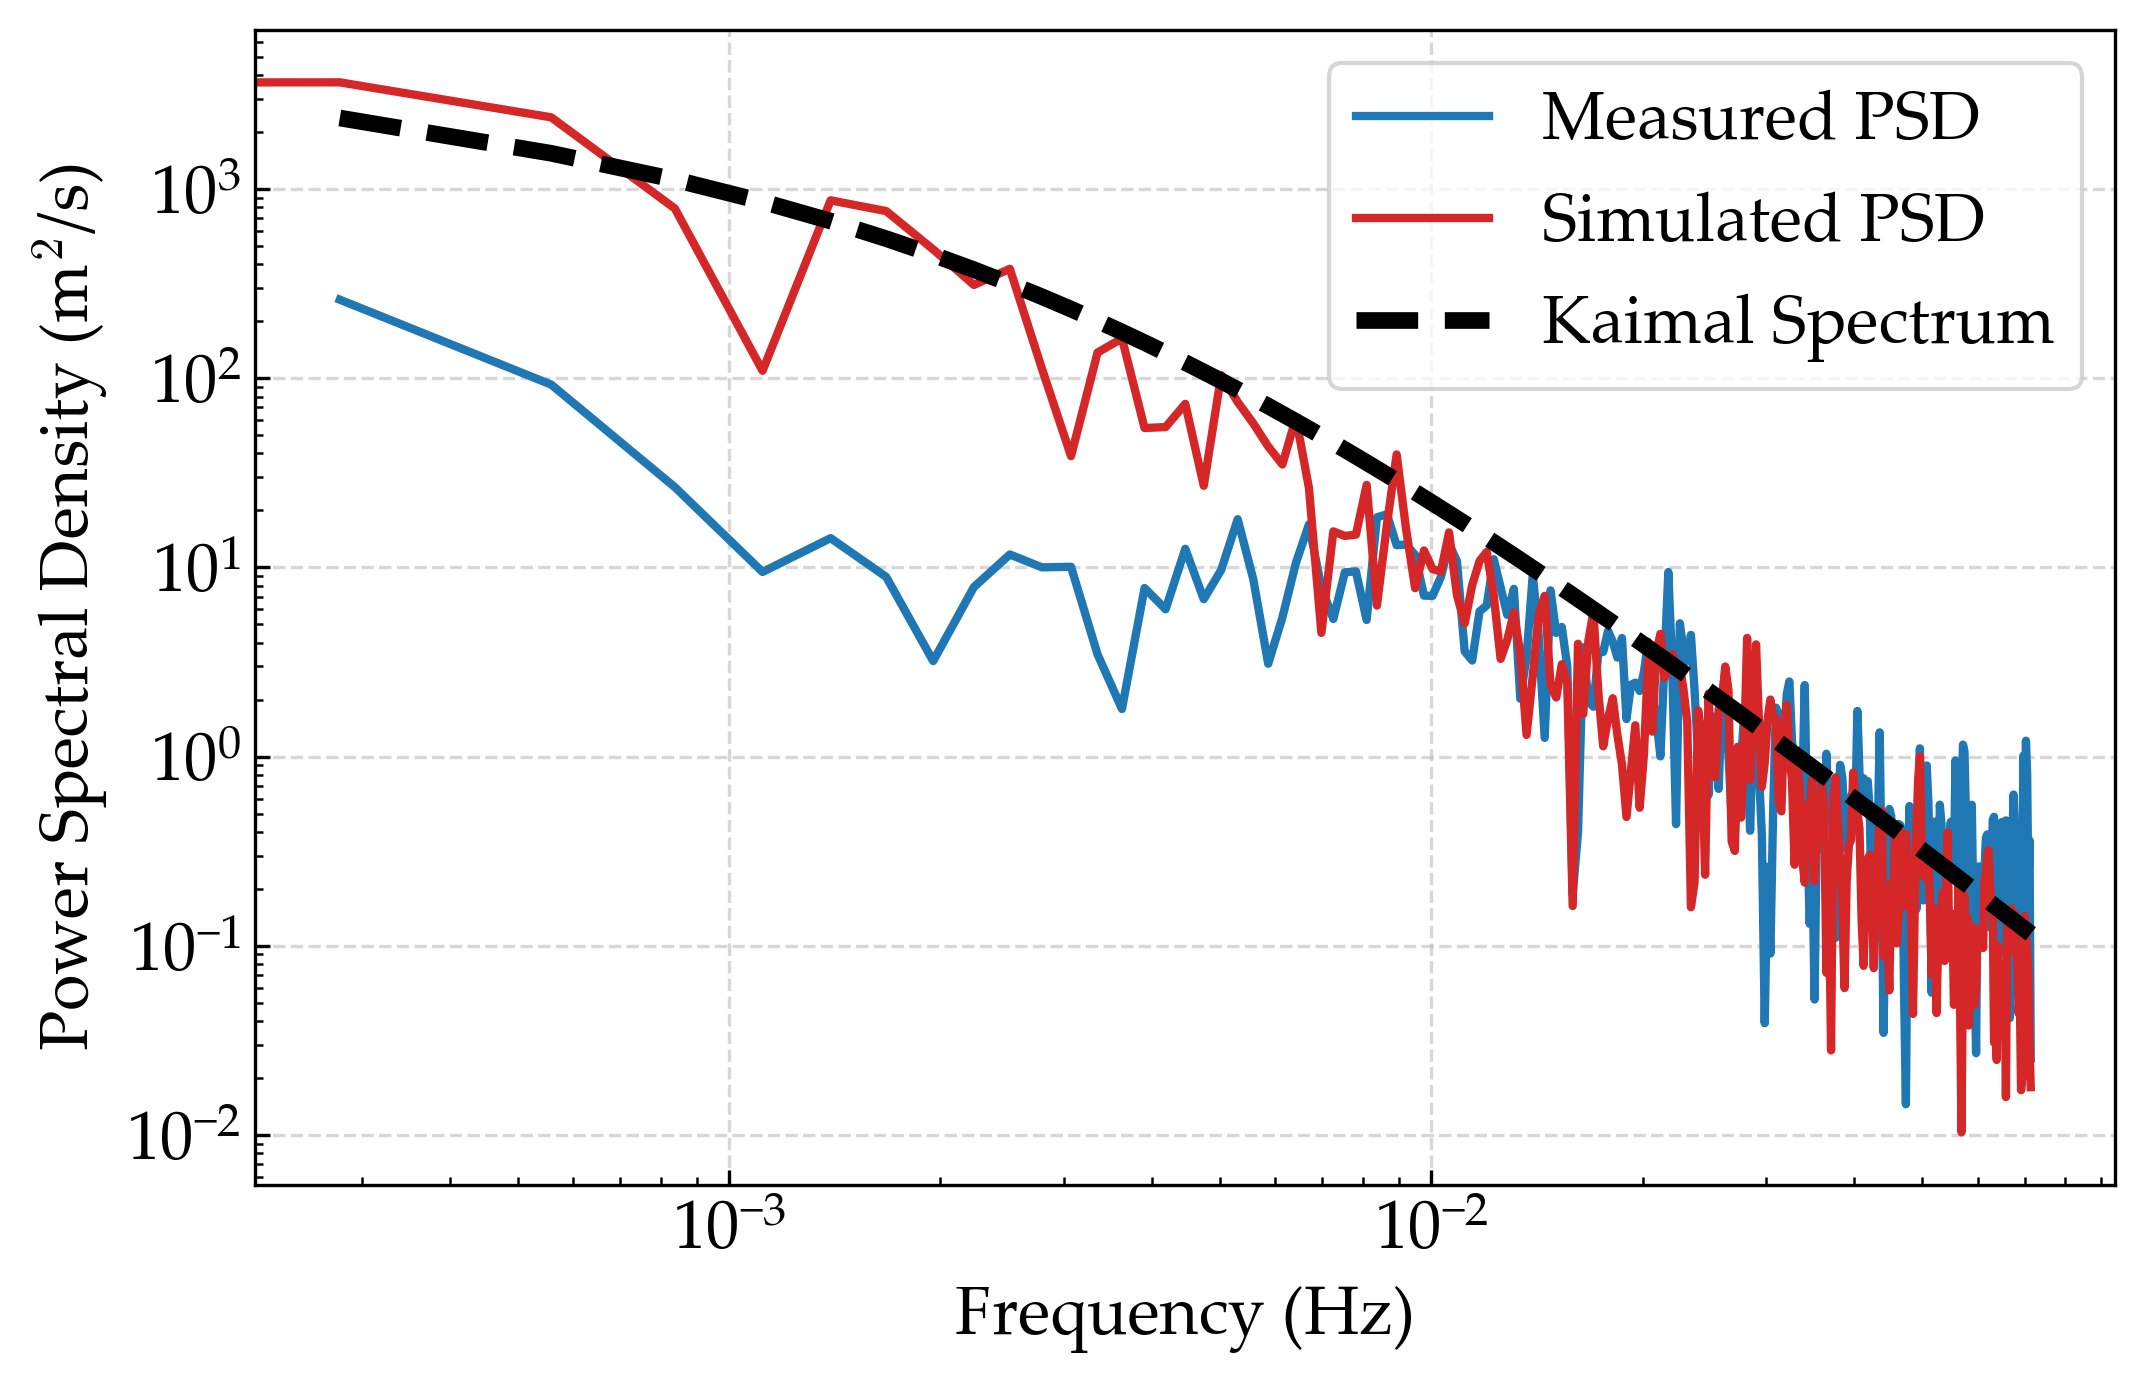 Measured PSD
Simulated PSD
Kaimal Spectrum
Power Spectral Density (m²/s)
10³
10²
10¹
10⁰
10⁻¹
10⁻²
10⁻³ 10⁻²
Frequency (Hz)